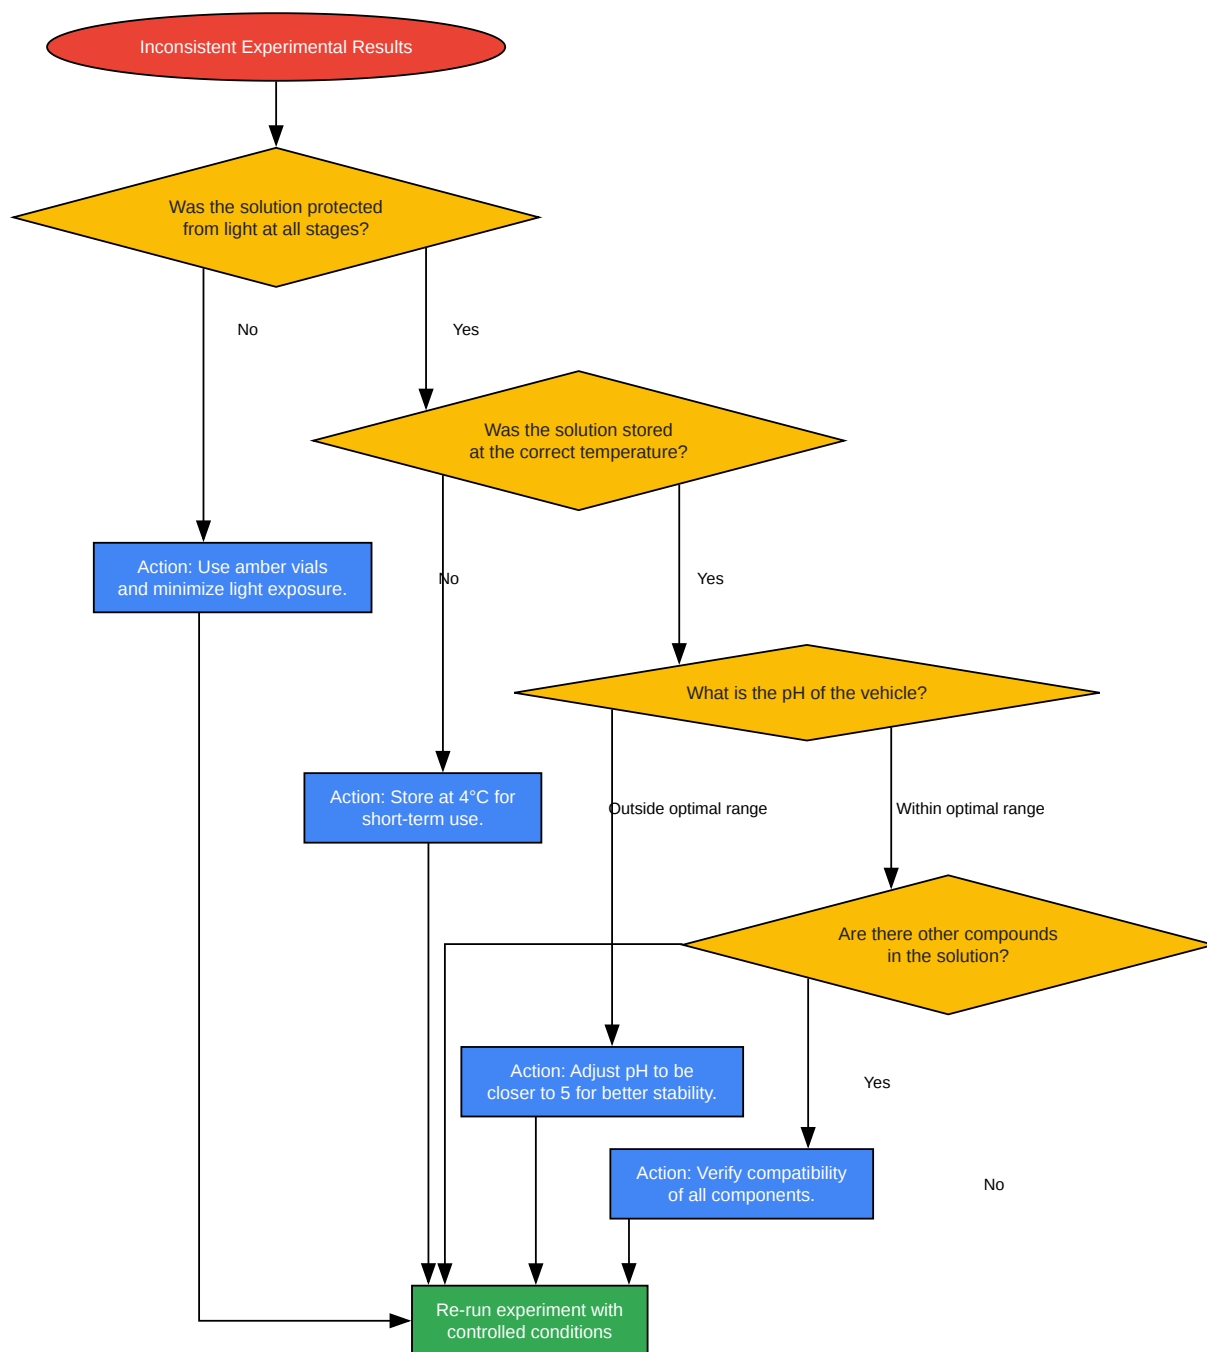 Inconsistent Experimental Results
Was the solution protected
from light at all stages?
No
Yes
Was the solution stored
at the correct temperature?
Action: Use amber vials
and minimize light exposure.
No
Yes
What is the pH of the vehicle?
Action: Store at 4°C for
short-term use.
Outside optimal range
Within optimal range
Are there other compounds
in the solution?
Action: Adjust pH to be
closer to 5 for better stability.
Yes
Action: Verify compatibility
of all components.
No
Re-run experiment with
controlled conditions